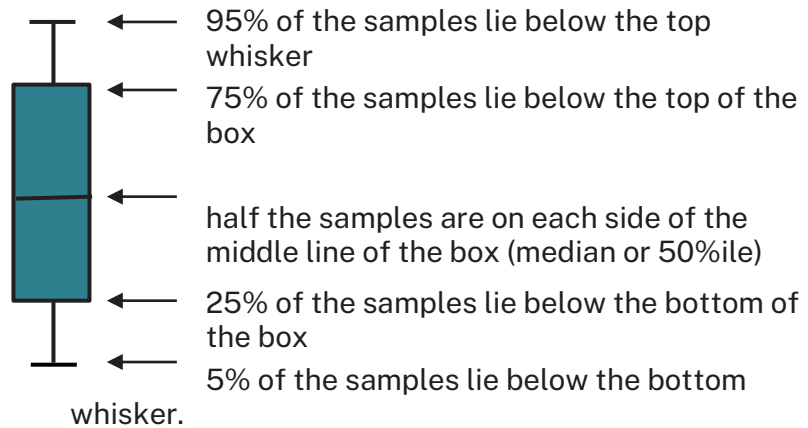 95% of the samples lie below the top
whisker
75% of the samples lie below the top of the
box
half the samples are on each side of the
middle line of the box (median or 50%ile)
25% of the samples lie below the bottom of
the box
5% of the samples lie below the bottom
whisker.